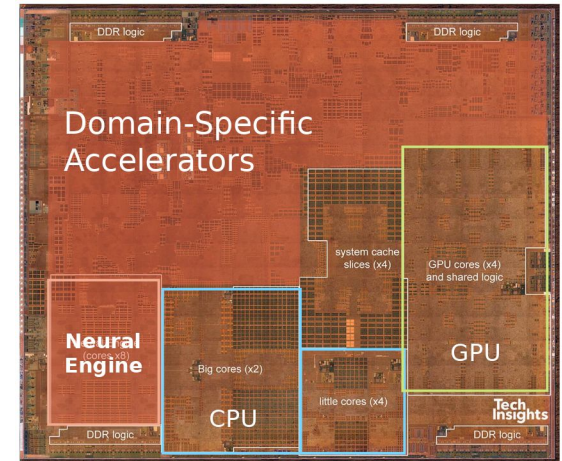 DDR logic
DDR logic
Domain-Specific
Accelerators
system cache
slices (x4)
GPU cores (x4)
and shared logic
Neural
(cores x8)
Engine
GPU
Big cores (x2)
little cores (x4)
CPU
Tech
Insights
DDR logic
DDR logic